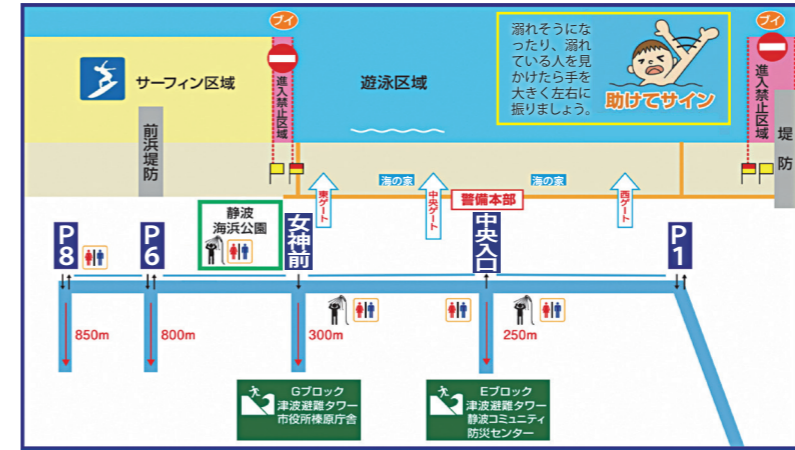 ブイ
ブイ
サーフィン区域
進入禁止区域
遊泳区域
溺れそうにな
ったり、溺れ
ている人を見
かけたら手を
大きく左右に
振りましょう。
助けてサイン
進入禁止区域
堤防
前浜堤防
海の家
海の家
東ゲート
中央ゲート
西ゲート
警備本部
静波
海浜公園
P8
P6
女神前
中央入口
P1
850m
800m
300m
250m
Gブロック
津波避難タワー
市役所榛原庁舎
Eブロック
津波避難タワー
静波コミュニティ
防災センター